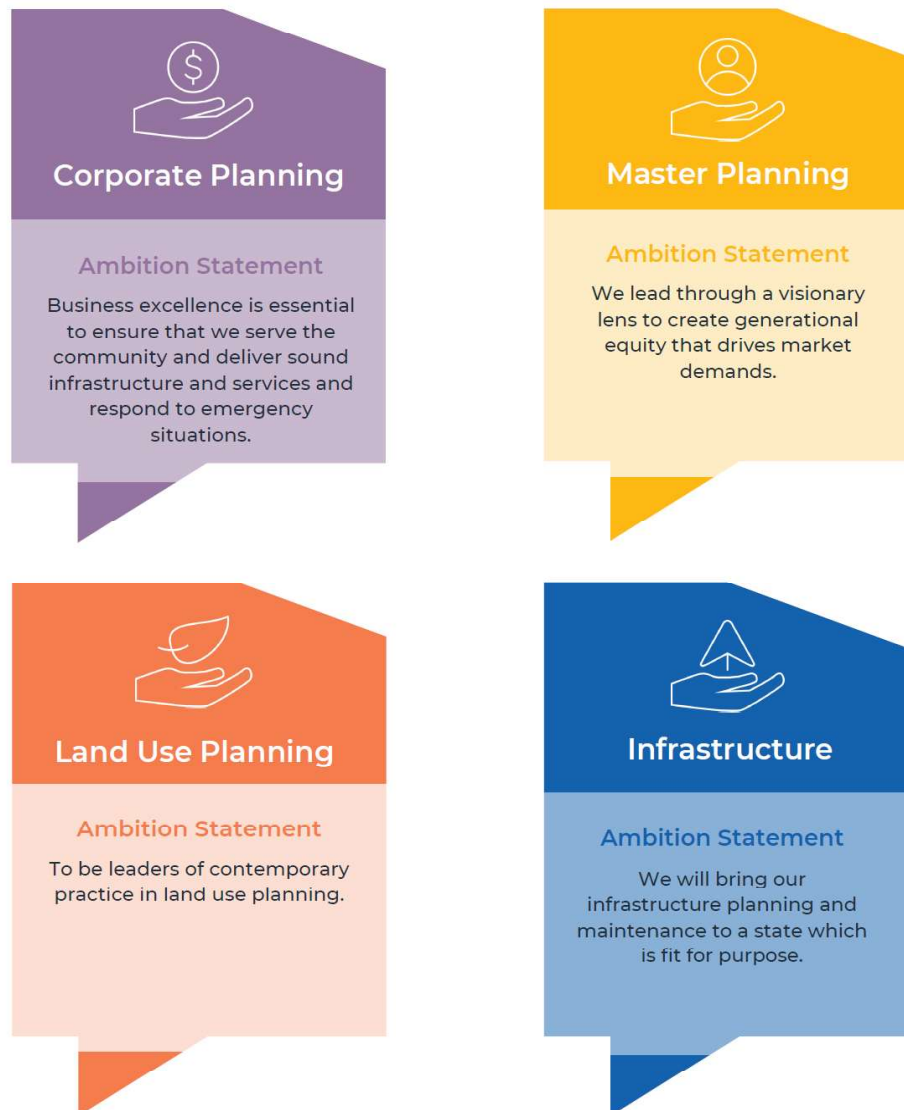 $
Corporate Planning
Ambition Statement
Business excellence is essential
to ensure that we serve the
community and deliver sound
infrastructure and services and
respond to emergency
situations.
Master Planning
Ambition Statement
We lead through a visionary
lens to create generational
equity that drives market
demands.
Land Use Planning
Ambition Statement
To be leaders of contemporary
practice in land use planning.
Infrastructure
Ambition Statement
We will bring our
infrastructure planning and
maintenance to a state which
is fit for purpose.